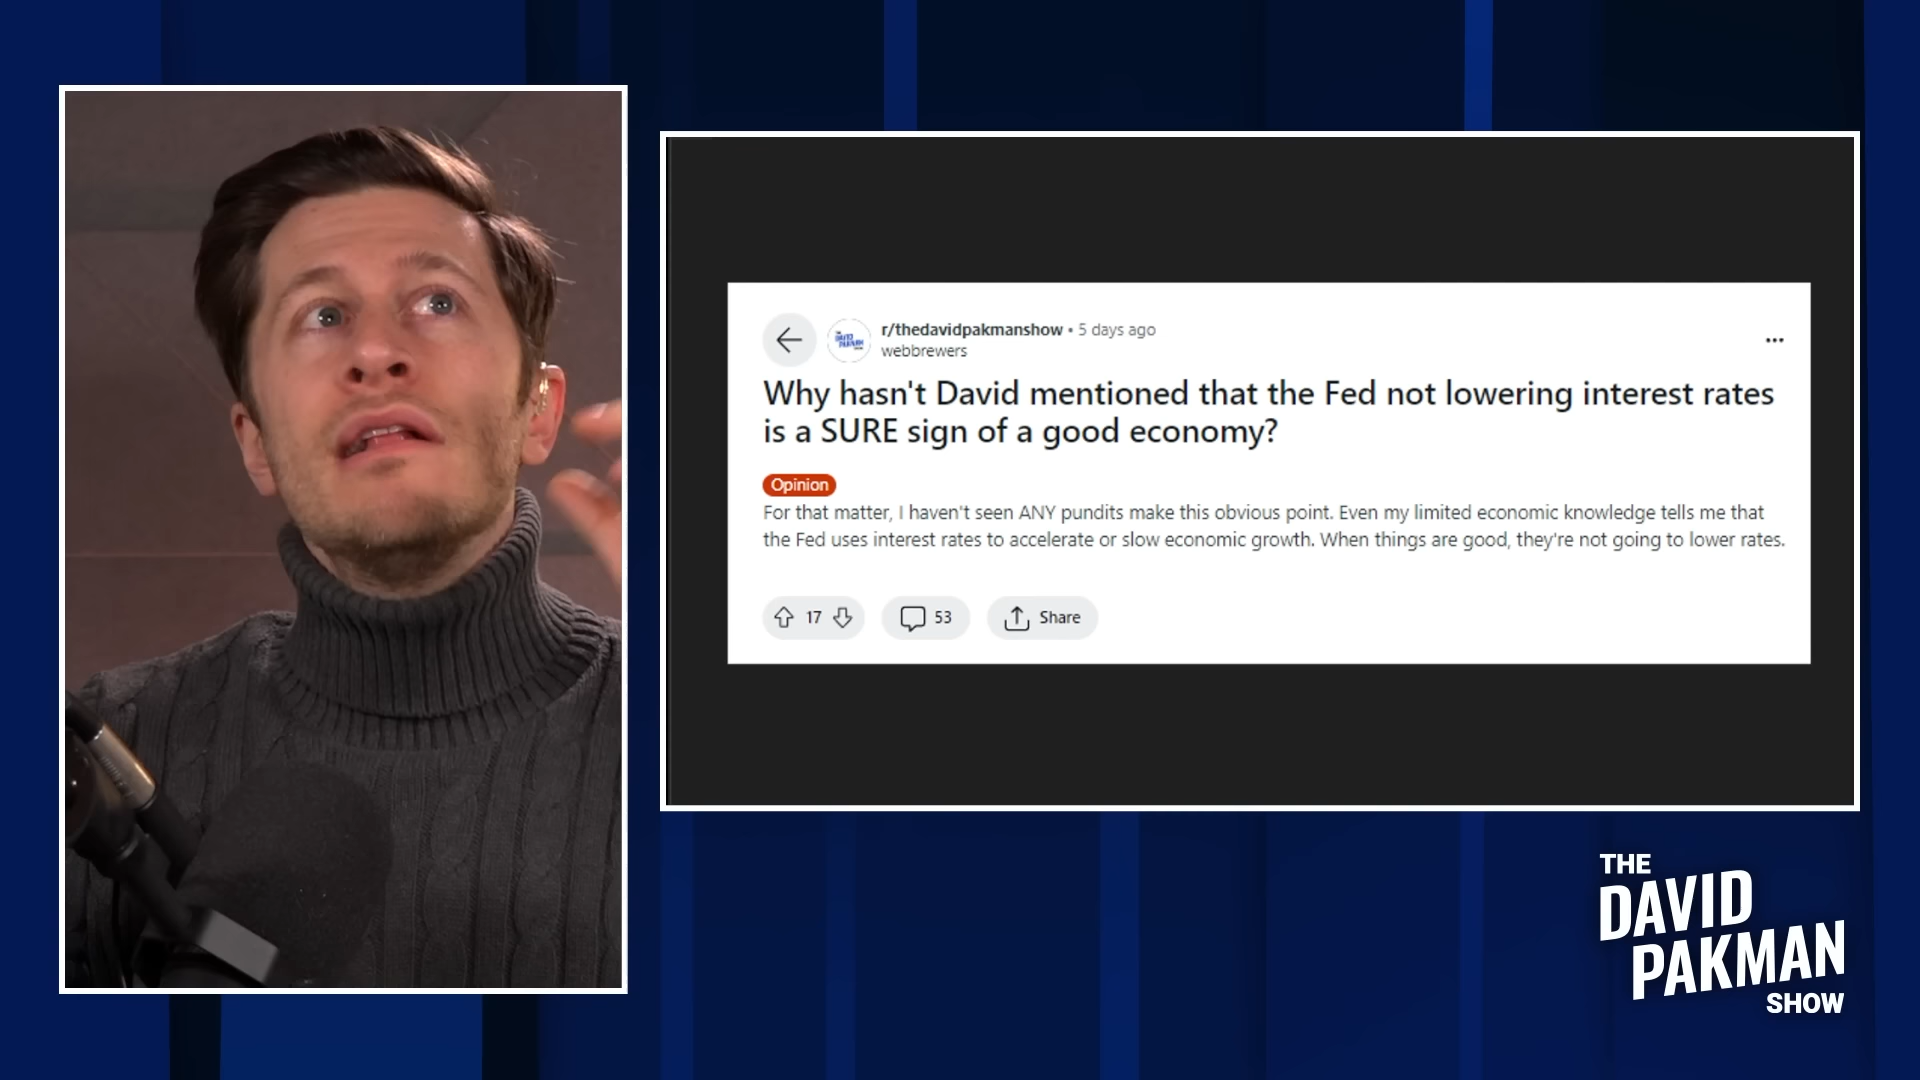 r/thedavidpakmanshow • 5 days ago
webbrewers
Why hasn't David mentioned that the Fed not lowering interest rates
is a SURE sign of a good economy?
Opinion
For that matter, I haven't seen ANY pundits make this obvious point. Even my limited economic knowledge tells me that
the Fed uses interest rates to accelerate or slow economic growth. When things are good, they're not going to lower rates.
17
53
Share
THE
DAVID
PAKMAN
SHOW